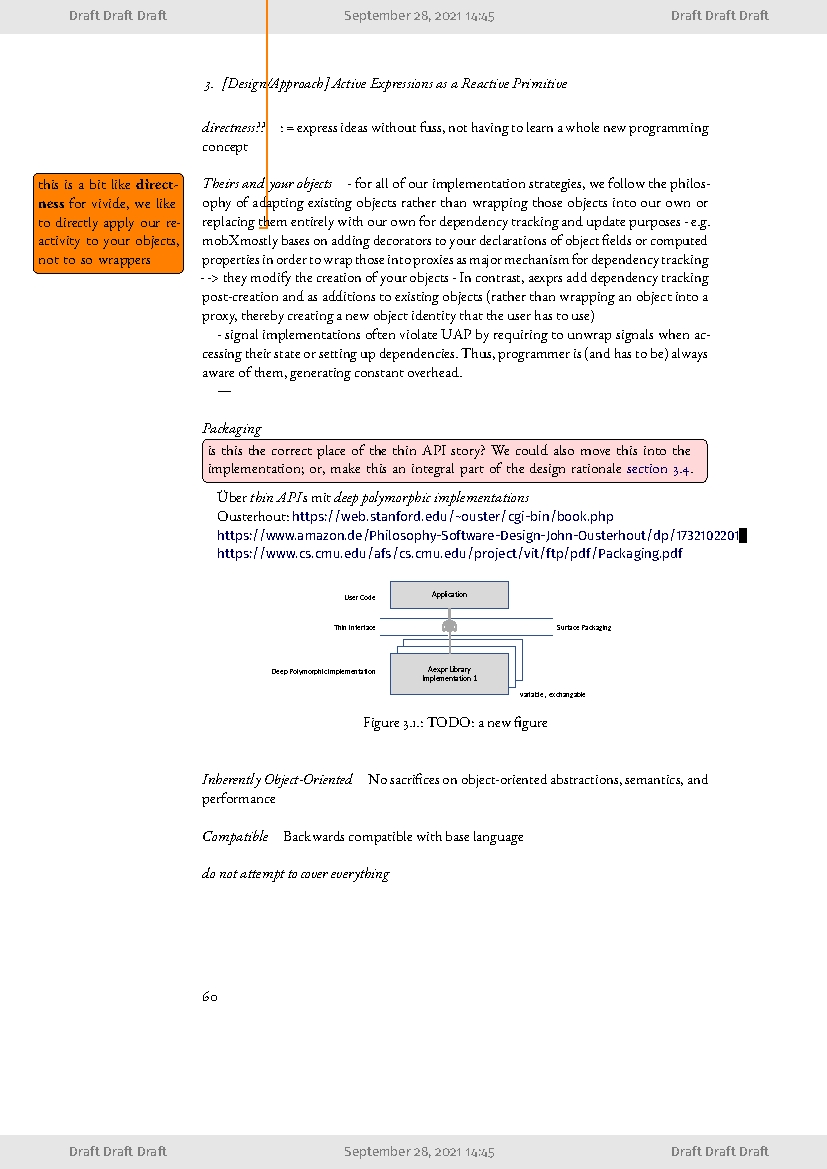 Draft Draft Draft September 28, 2021 14:45 Draft Draft Draft
3. [Design/Approach] Active Expressions as a Reactive Primitive
directness?? := express ideas without fuss, not having to learn a whole new programming
concept
this is a bit like direct-
ness for vivide, we like
to directly apply our re-
activity to your objects,
not to so wrappers
Theirs and your objects - for all of our implementation strategies, we follow the philos-
ophy of adapting existing objects rather than wrapping those objects into our own or
replacing them entirely with our own for dependency tracking and update purposes - e.g.
mobX mostly bases on adding decorators to your declarations of object fields or computed
properties in order to wrap those into proxies as major mechanism for dependency tracking
--> they modify the creation of your objects - In contrast, aexprs add dependency tracking
post-creation and as additions to existing objects (rather than wrapping an object into a
proxy, thereby creating a new object identity that the user has to use)
- signal implementations often violate UAP by requiring to unwrap signals when ac-
cessing their state or setting up dependencies. Thus, programmer is (and has to be) always
aware of them, generating constant overhead.
—
Packaging
is this the correct place of the thin API story? We could also move this into the
implementation; or, make this an integral part of the design rationale section 3.4.
Über thin APIs mit deep polymorphic implementations
Ousterhout: https://web.stanford.edu/~ouster/cgi-bin/book.php
https://www.amazon.de/Philosophy-Software-Design-John-Ousterhout/dp/1732102201
https://www.cs.cmu.edu/afs/cs.cmu.edu/project/vit/ftp/pdf/Packaging.pdf
User Code
Application
Thin Interface
Surface Packaging
Deep Polymorphic Implementation
Aexpr Library
Implementation 1
variable, exchangable
Figure 3.1.: TODO: a new figure
Inherently Object-Oriented No sacrifices on object-oriented abstractions, semantics, and
performance
Compatible Backwards compatible with base language
do not attempt to cover everything
60
Draft Draft Draft September 28, 2021 14:45 Draft Draft Draft